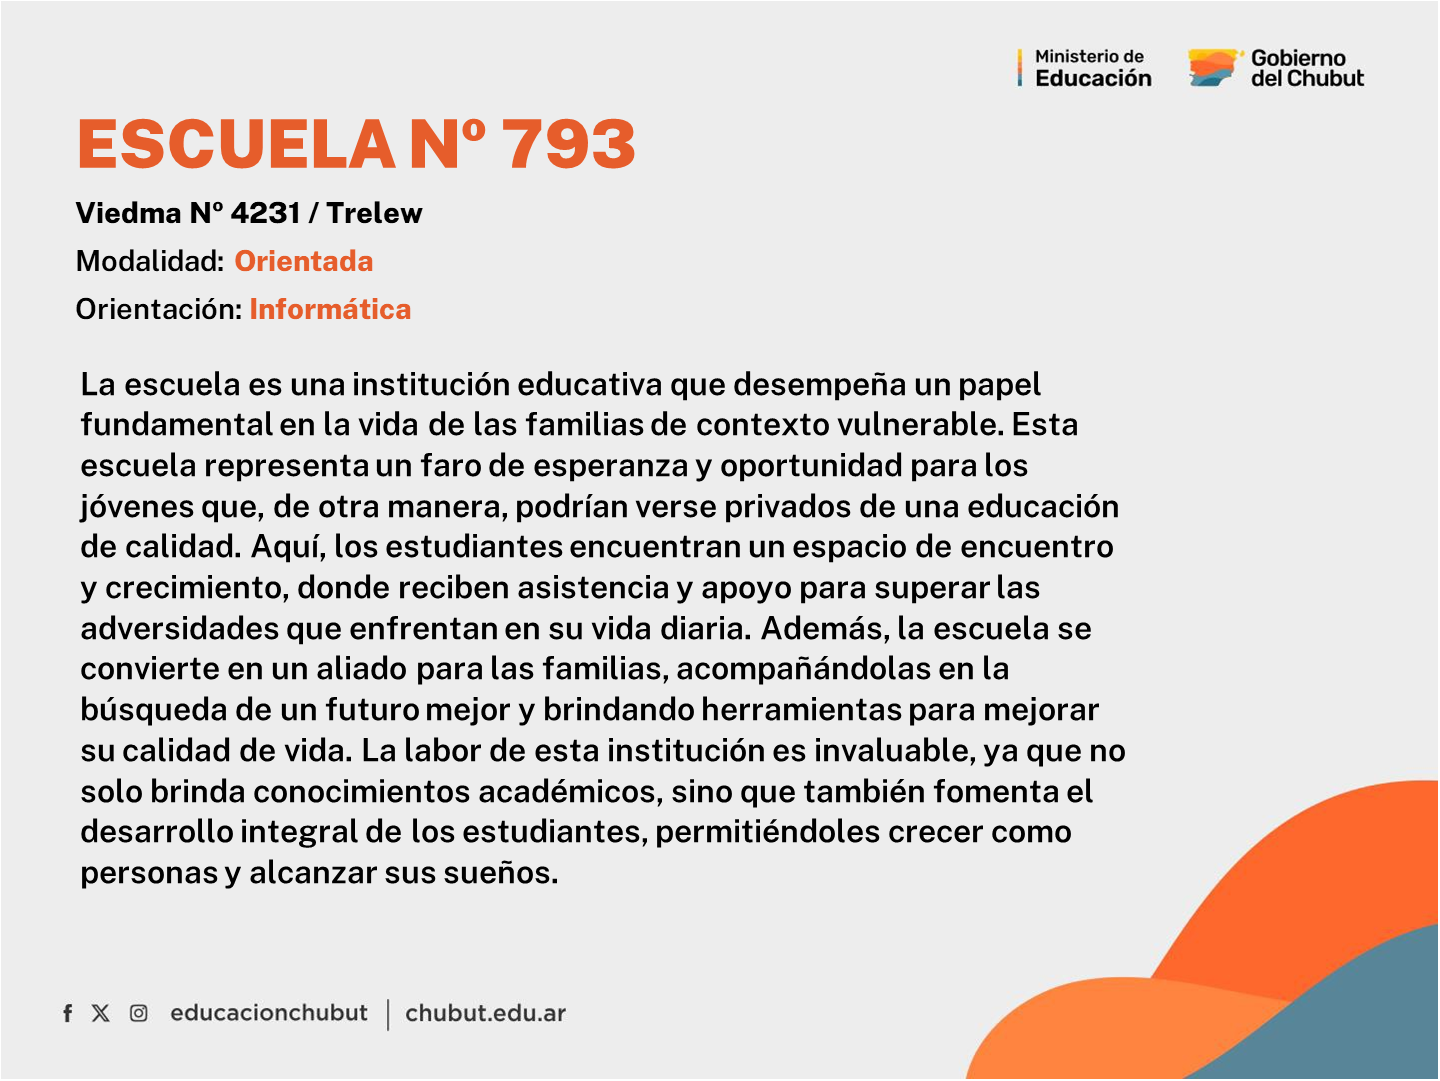 Ministerio de
Educación
Gobierno
del Chubut
ESCUELA Nº 793
Viedma Nº 4231 / Trelew
Modalidad: Orientada
Orientación: Informática
La escuela es una institución educativa que desempeña un papel
fundamental en la vida de las familias de contexto vulnerable. Esta
escuela representa un faro de esperanza y oportunidad para los
jóvenes que, de otra manera, podrían verse privados de una educación
de calidad. Aquí, los estudiantes encuentran un espacio de encuentro
y crecimiento, donde reciben asistencia y apoyo para superar las
adversidades que enfrentan en su vida diaria. Además, la escuela se
convierte en un aliado para las familias, acompañándolas en la
búsqueda de un futuro mejor y brindando herramientas para mejorar
su calidad de vida. La labor de esta institución es invaluable, ya que no
solo brinda conocimientos académicos, sino que también fomenta el
desarrollo integral de los estudiantes, permitiéndoles crecer como
personas y alcanzar sus sueños.
educacionchubut | chubut.edu.ar